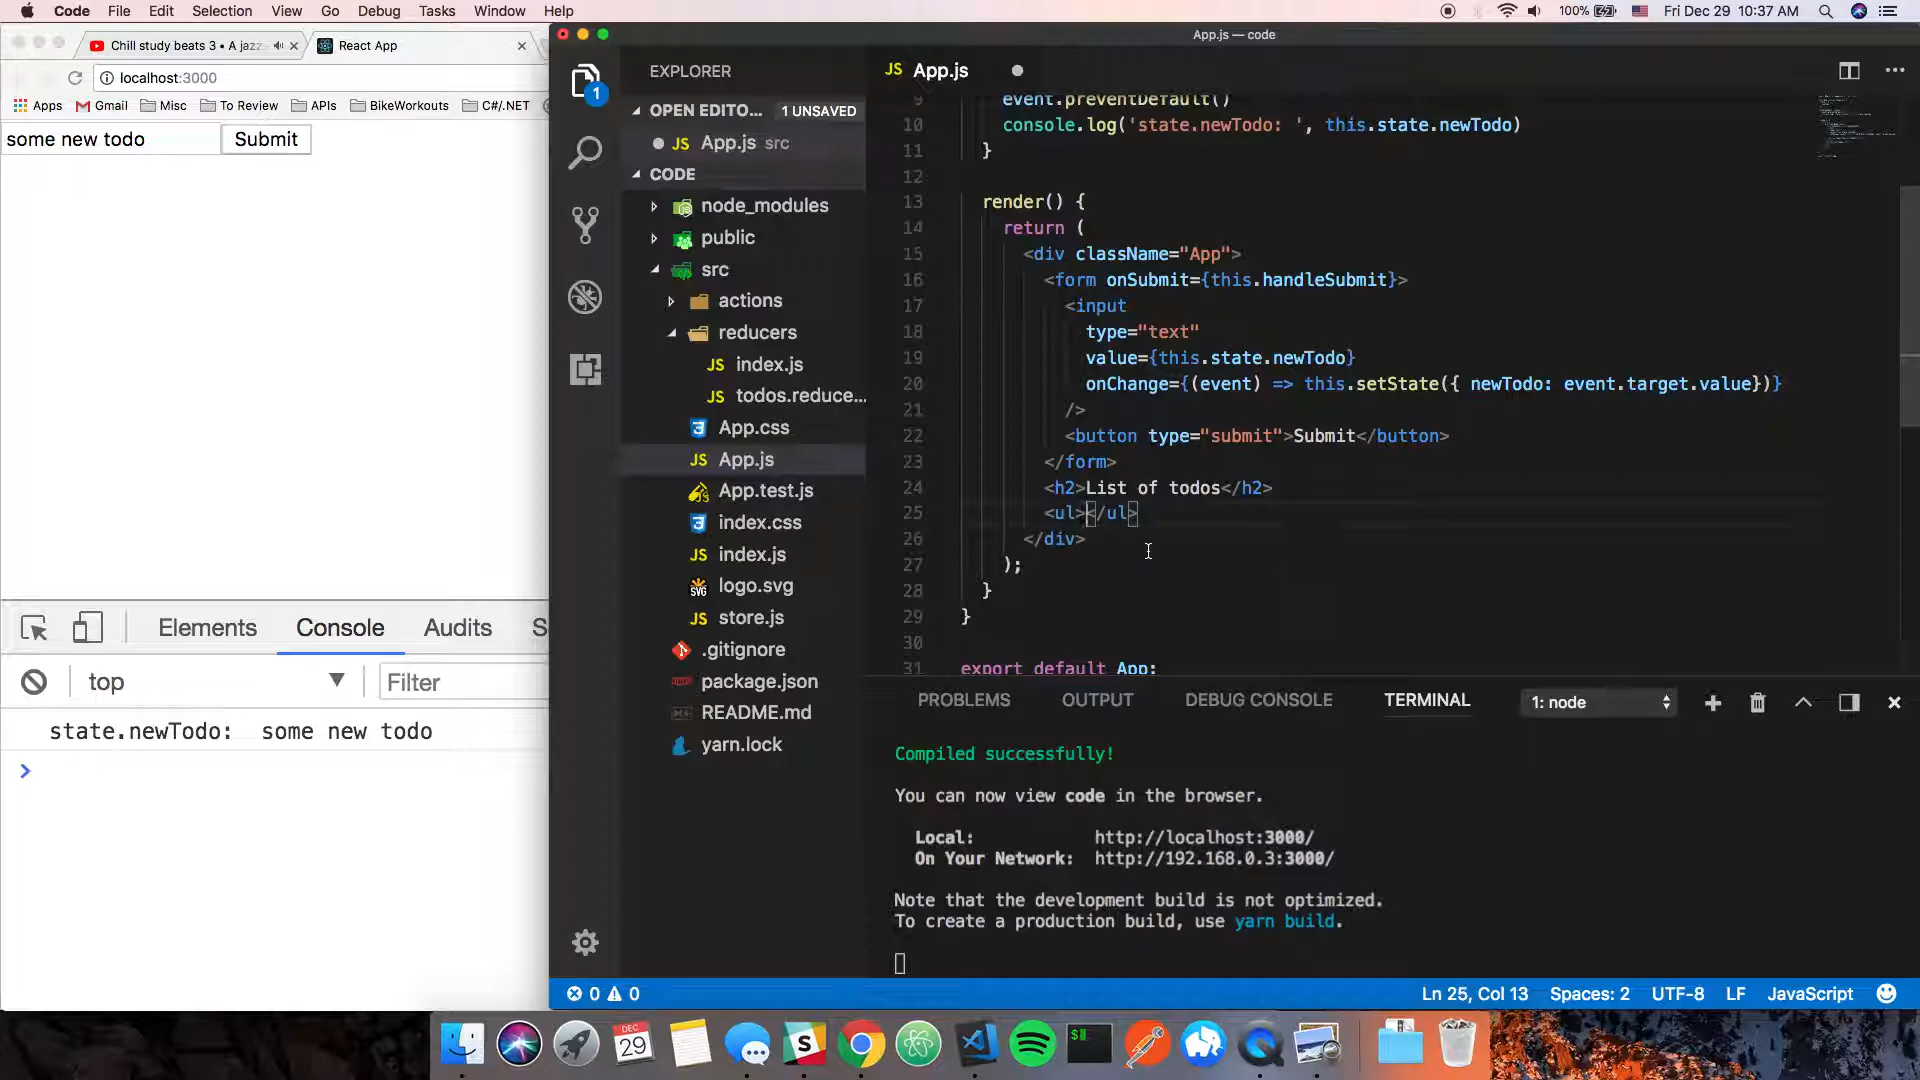 Code File Edit Selection View Go Debug Tasks Window Help
100% Fri Dec 29 10:37 AM
Chill study beats 3 • A jazz
React App
localhost:3000
Apps Gmail Misc To Review APIs BikeWorkouts C#/.NET
some new todo Submit
Elements Console Audits S
top Filter
state.newTodo: some new todo
>
App.js — code
1
EXPLORER
OPEN EDITO... 1 UNSAVED
JS App.js src
CODE
node_modules
public
src
actions
reducers
JS index.js
JS todos.reduce...
App.css
JS App.js
App.test.js
index.css
JS index.js
SVG logo.svg
JS store.js
.gitignore
package.json
README.md
yarn.lock
JS App.js
9 event.preventDefault()
10 console.log('state.newTodo: ', this.state.newTodo)
11 }
12
13 render() {
14 return (
15 <div className="App">
16 <form onSubmit={this.handleSubmit}>
17 <input
18 type="text"
19 value={this.state.newTodo}
20 onChange={(event) => this.setState({ newTodo: event.target.value})}
21 />
22 <button type="submit">Submit</button>
23 </form>
24 <h2>List of todos</h2>
25 <ul></ul>
26 </div>
27 );
28 }
29 }
30
31 export default App;
PROBLEMS OUTPUT DEBUG CONSOLE TERMINAL 1: node
Compiled successfully!
You can now view code in the browser.
Local: http://localhost:3000/
On Your Network: http://192.168.0.3:3000/
Note that the development build is not optimized.
To create a production build, use yarn build.
0 0 Ln 25, Col 13 Spaces: 2 UTF-8 LF JavaScript
DEC
29
S
$